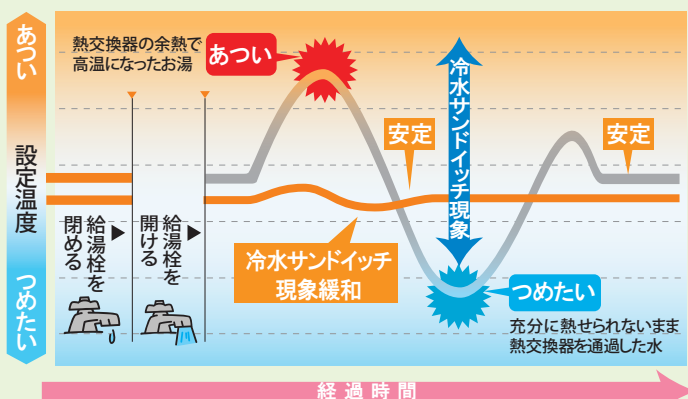 あつい
設定温度
つめたい
熱交換器の余熱で
高温になったお湯
あつい
冷水サンドイッチ現象
安定
安定
給湯栓を
閉める
給湯栓を
開ける
冷水サンドイッチ
現象緩和
つめたい
充分に熱せられないまま
熱交換器を通過した水
経過時間